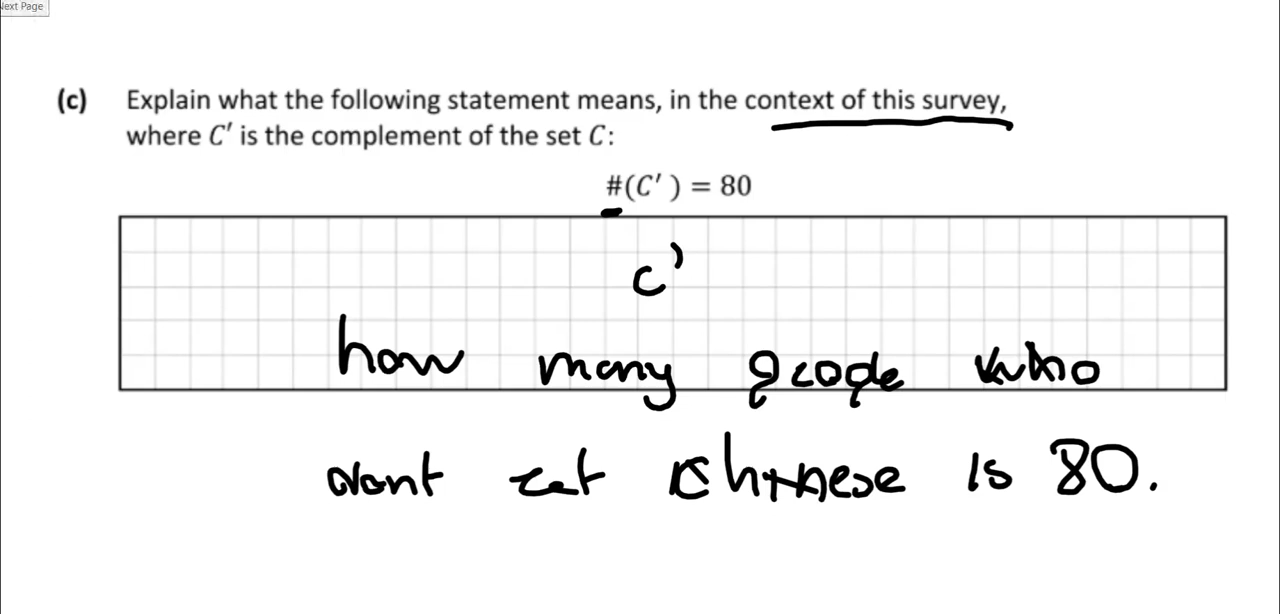 Next Page
(c) Explain what the following statement means, in the context of this survey,
where C′ is the complement of the set C:
#(C′ ) = 80
C'
how many people who
dont eat chinese is 80.